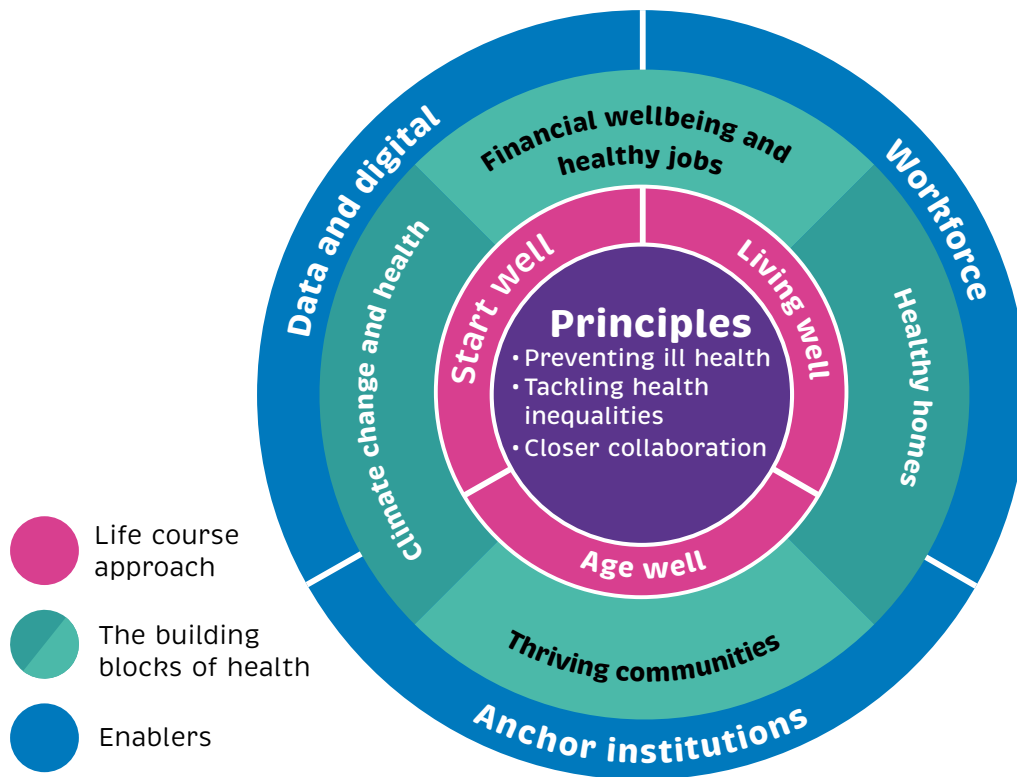 Data and digital
Workforce
Anchor institutions
Financial wellbeing and
healthy jobs
Climate change and health
Healthy homes
Thriving communities
Start well
Living well
Age well
Principles
• Preventing ill health
• Tackling health
inequalities
• Closer collaboration
Life course
approach
The building
blocks of health
Enablers